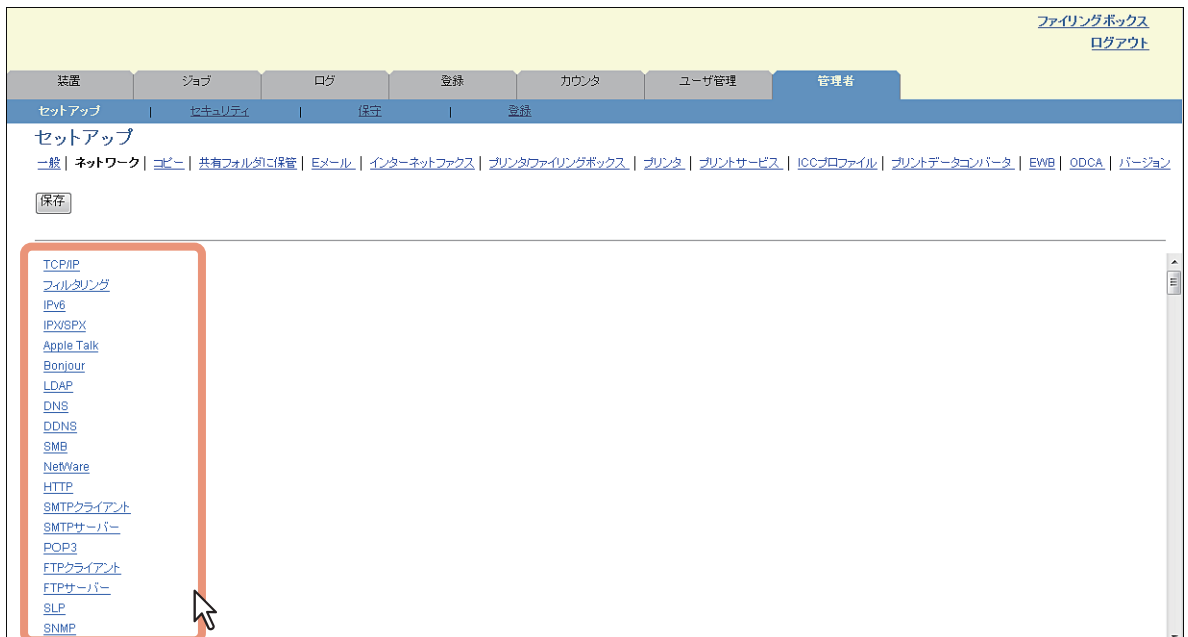 ファイリングボックス
ログアウト
装置 ジョブ ログ 登録 カウンタ ユーザ管理 管理者
セットアップ | セキュリティ | 保守 | 登録
セットアップ
一般 | ネットワーク | コピー | 共有フォルダに保管 | Eメール | インターネットファクス | プリンタ/ファイリングボックス | プリンタ | プリントサービス | ICCプロファイル | プリントデータコンバータ | EWB | ODCA | バージョン
保存
TCP/IP
フィルタリング
IPv6
IPX/SPX
Apple Talk
Bonjour
LDAP
DNS
DDNS
SMB
NetWare
HTTP
SMTPクライアント
SMTPサーバー
POP3
FTPクライアント
FTPサーバー
SLP
SNMP